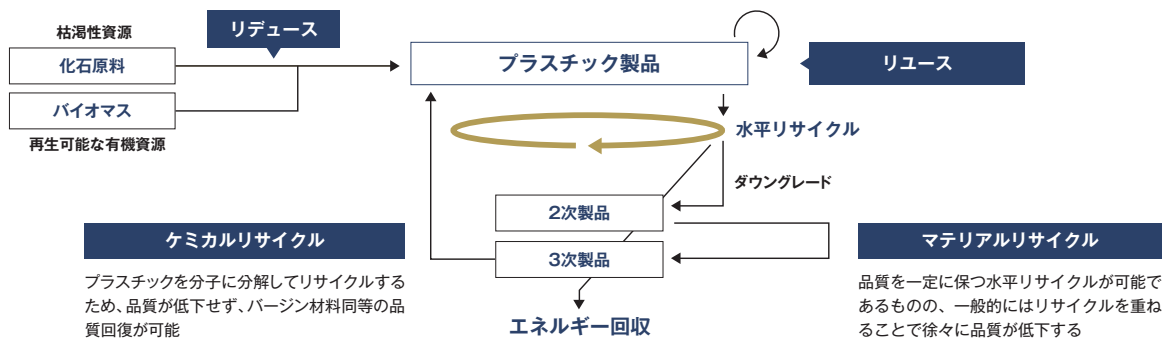 枯渇性資源
化石原料
バイオマス
再生可能な有機資源
リデュース
プラスチック製品
リユース
水平リサイクル
ダウングレード
2次製品
3次製品
エネルギー回収
ケミカルリサイクル
プラスチックを分子に分解してリサイクルする
ため、品質が低下せず、バージン材料同等の品
質回復が可能
マテリアルリサイクル
品質を一定に保つ水平リサイクルが可能で
あるものの、一般的にはリサイクルを重ね
ることで徐々に品質が低下する